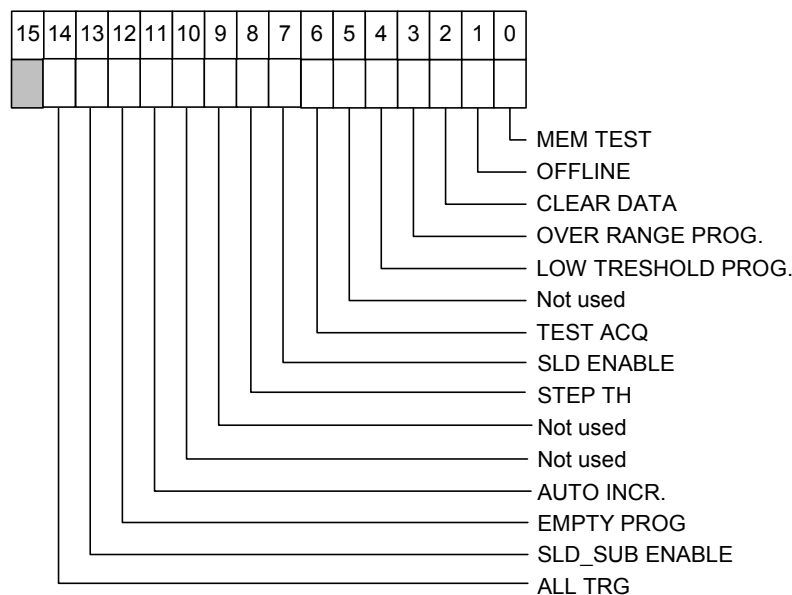 15 14 13 12 11 10 9 8 7 6 5 4 3 2 1 0
MEM TEST
OFFLINE
CLEAR DATA
OVER RANGE PROG.
LOW TRESHOLD PROG.
Not used
TEST ACQ
SLD ENABLE
STEP TH
Not used
Not used
AUTO INCR.
EMPTY PROG
SLD_SUB ENABLE
ALL TRG